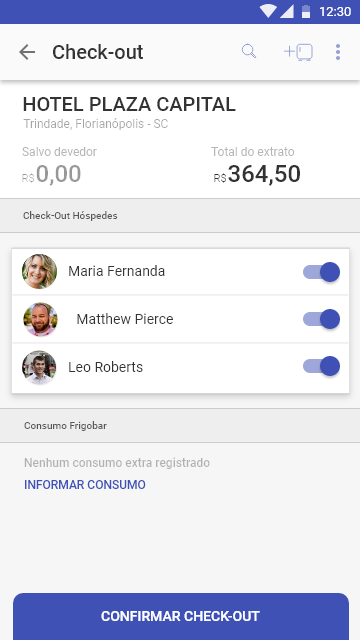 12:30
Check-out
HOTEL PLAZA CAPITAL
Trindade, Florianópolis - SC
Salvo devedor
Total do extrato
R$0,00
R$364,50
Check-Out Hóspedes
Maria Fernanda
Matthew Pierce
Leo Roberts
Consumo Frigobar
Nenhum consumo extra registrado
INFORMAR CONSUMO
CONFIRMAR CHECK-OUT